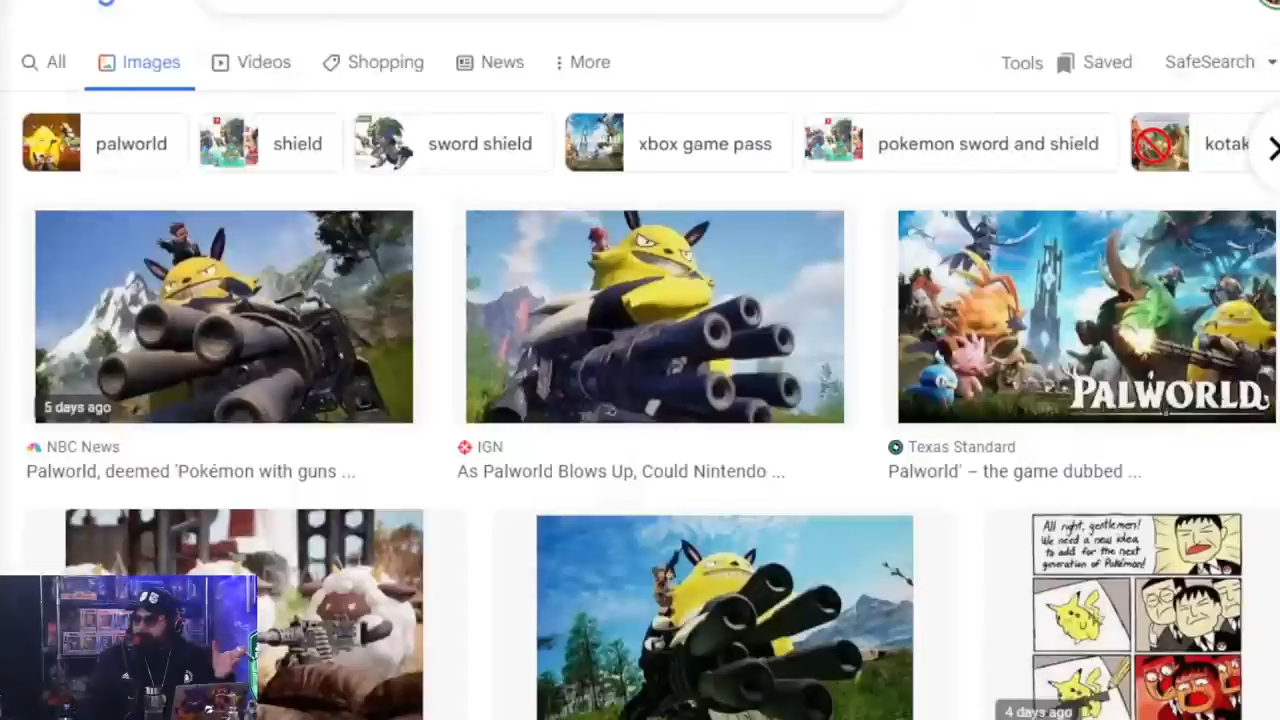 All Images Videos Shopping News More Tools Saved SafeSearch
palworld shield sword shield xbox game pass pokemon sword and shield kotak
PALWORLD
5 days ago
NBC News IGN Texas Standard
Palworld, deemed 'Pokémon with guns ... As Palworld Blows Up, Could Nintendo ... Palworld' – the game dubbed ...
All right, gentlemen!
We need a new idea
to add for the next
generation of Pokémon!
4 days ago